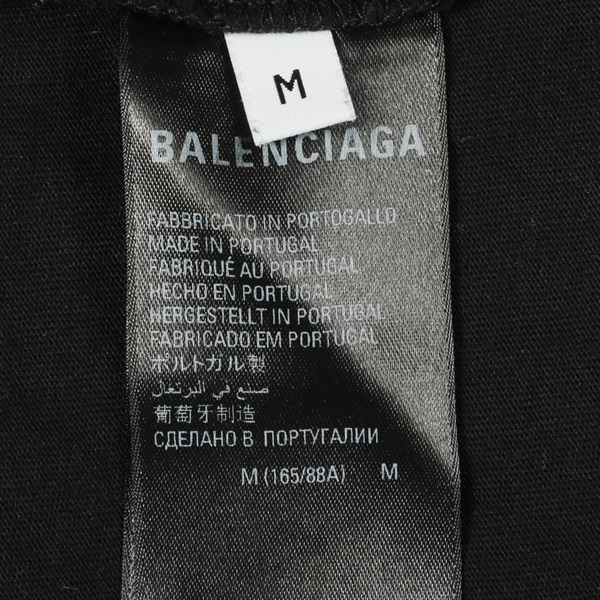 M
BALENCIAGA
FABBRICATO IN PORTOGALLO
MADE IN PORTUGAL
FABRIQUÉ AU PORTUGAL
HECHO EN PORTUGAL
HERGESTELLT IN PORTUGAL
FABRICADO EM PORTUGAL
ポルトガル製
صنع في البرتغال
葡萄牙制造
СДЕЛАНО В ПОРТУГАЛИИ
M (165/88A) M